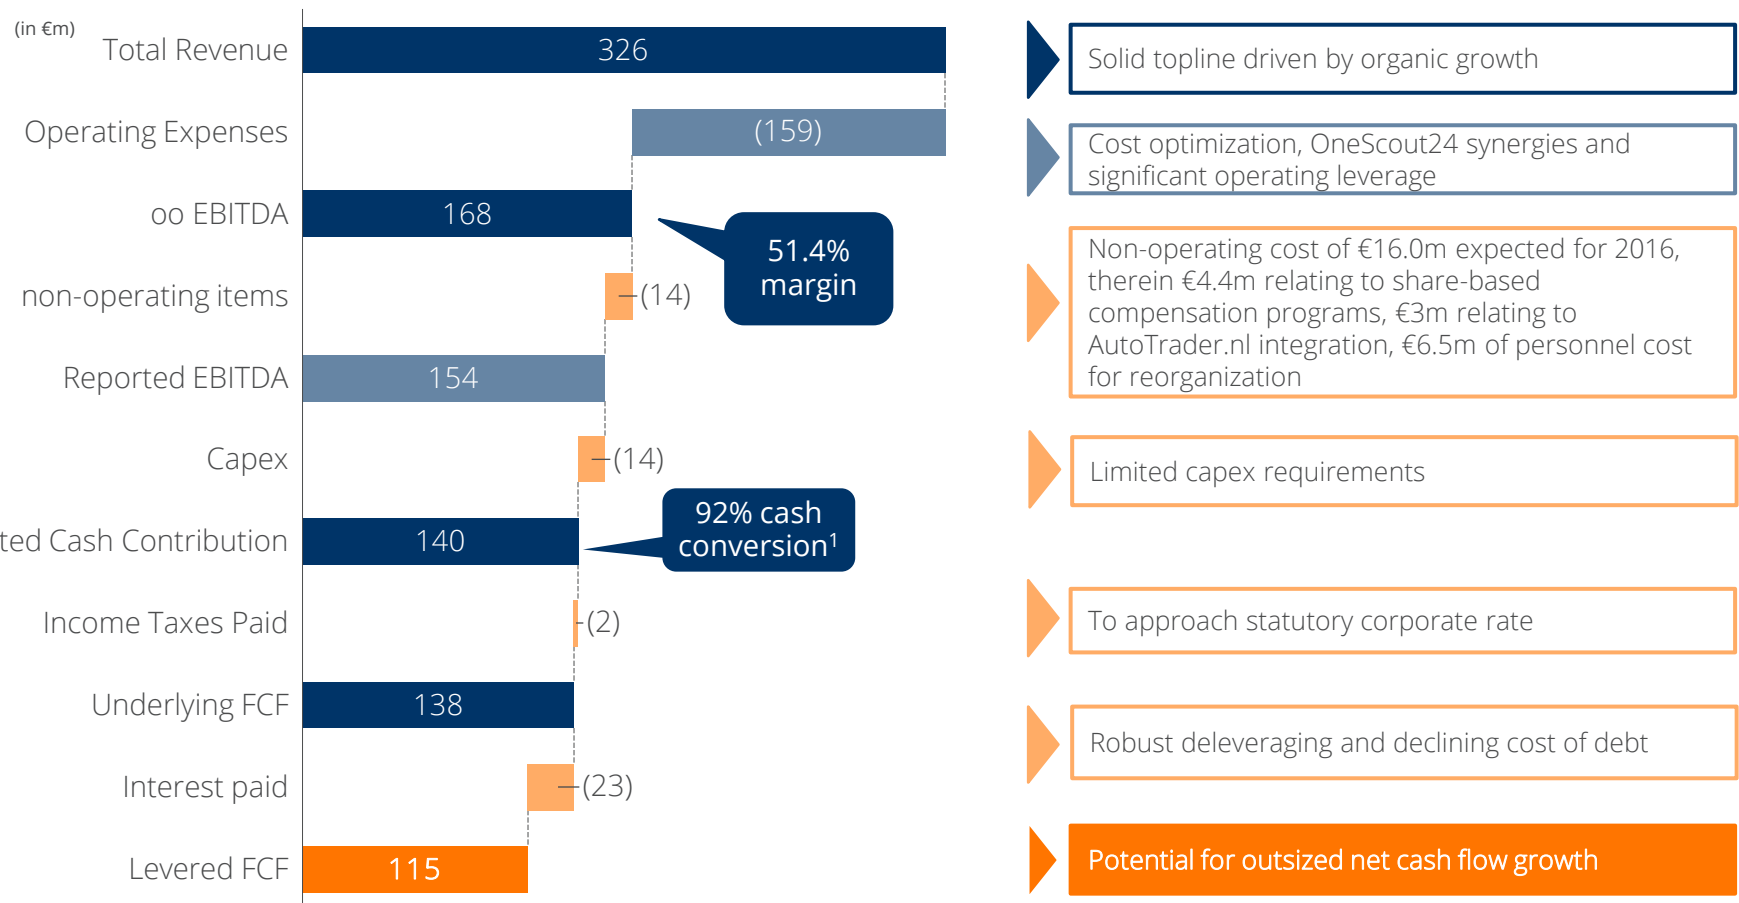 (in €m)
Total Revenue
326
Solid topline driven by organic growth
Operating Expenses
(159)
Cost optimization, OneScout24 synergies and
significant operating leverage
oo EBITDA
168
51.4%
margin
non-operating items
(14)
Non-operating cost of €16.0m expected for 2016,
therein €4.4m relating to share-based
compensation programs, €3m relating to
AutoTrader.nl integration, €6.5m of personnel cost
for reorganization
Reported EBITDA
154
Capex
(14)
Limited capex requirements
Cash Contribution
140
92% cash
conversion¹
Income Taxes Paid
(2)
To approach statutory corporate rate
Underlying FCF
138
Robust deleveraging and declining cost of debt
Interest paid
(23)
Levered FCF
115
Potential for outsized net cash flow growth